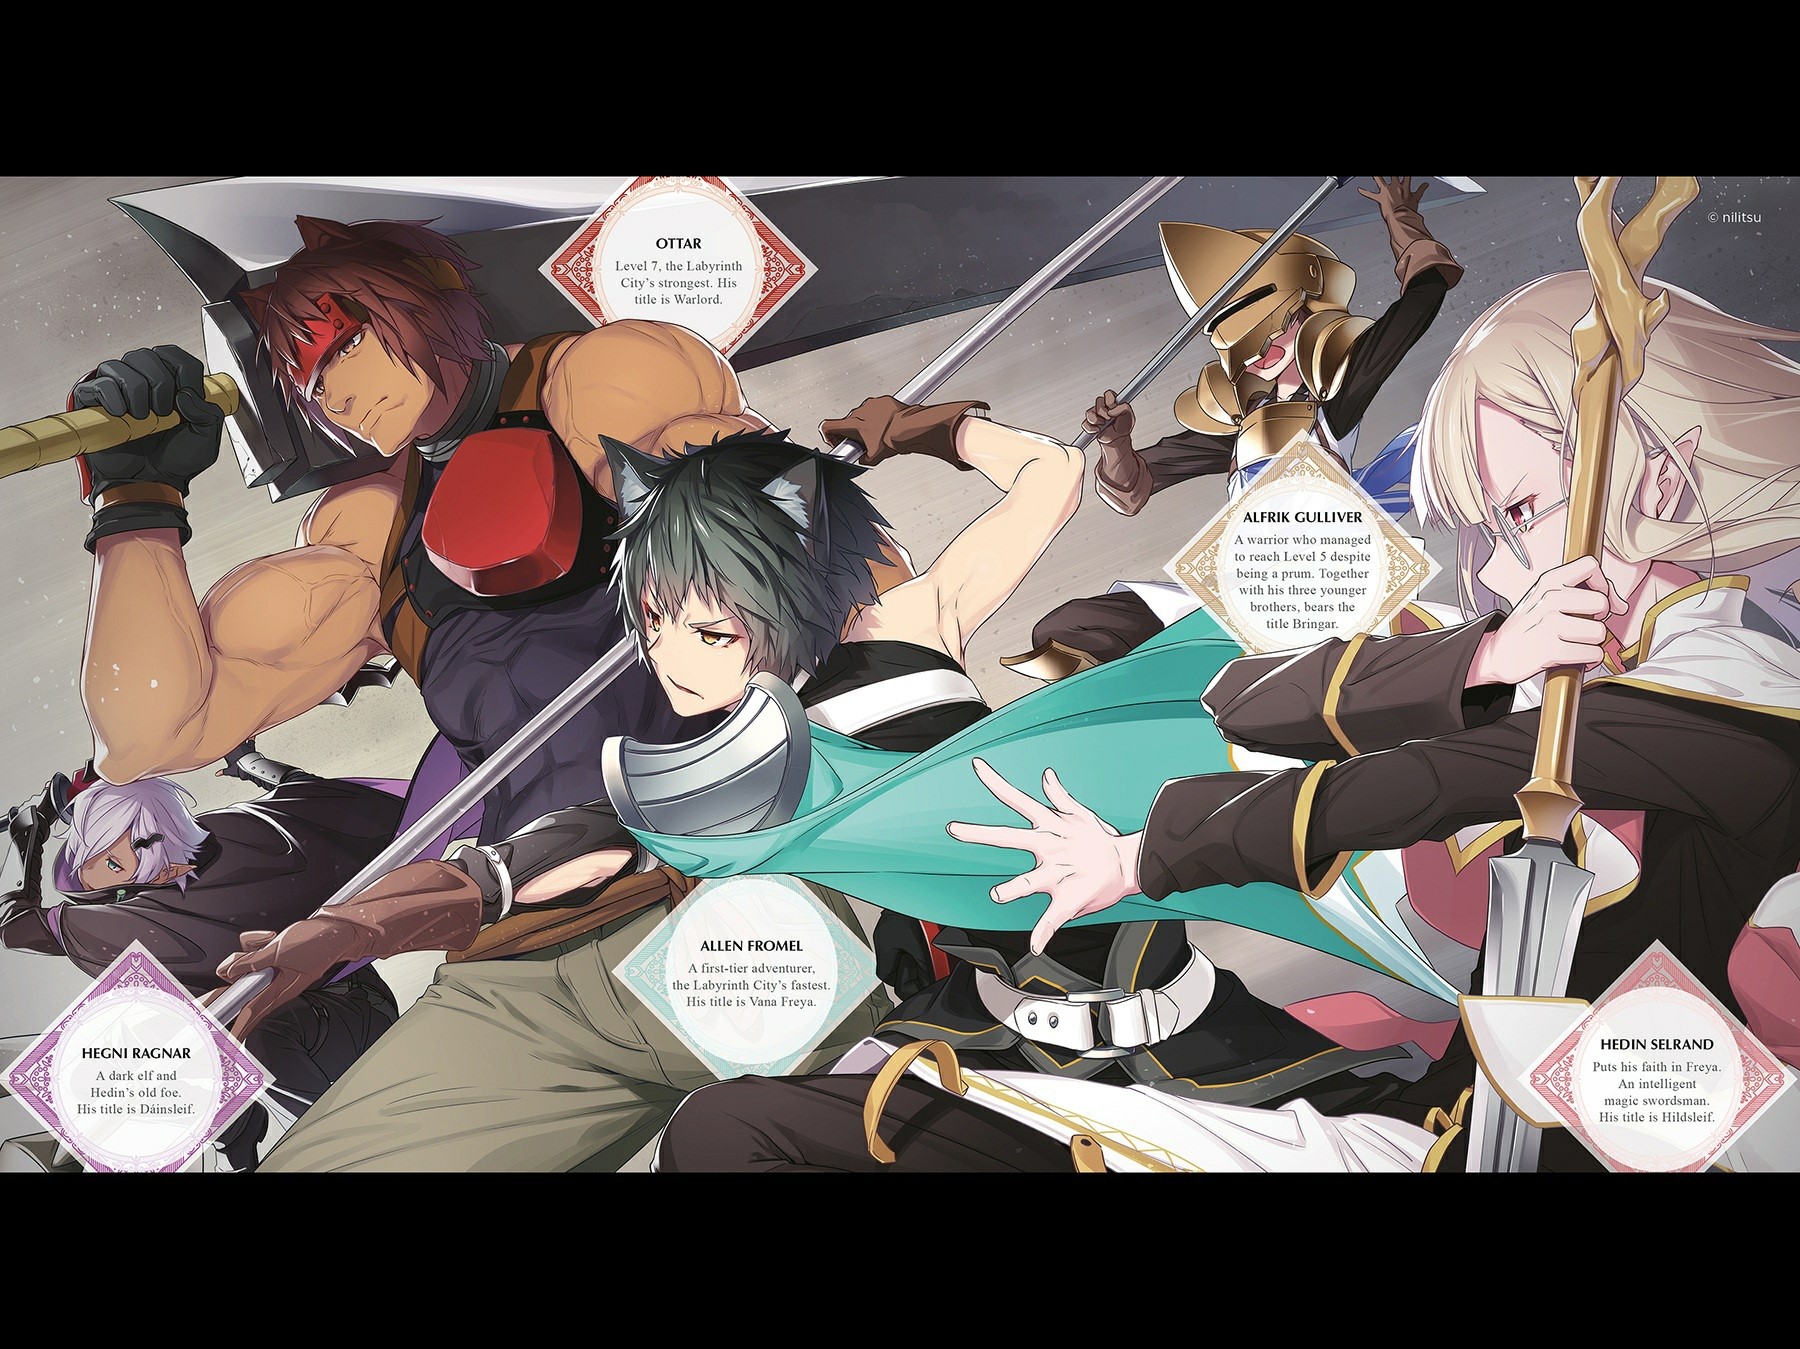 © nilitsu
OTTAR
Level 7, the Labyrinth
City's strongest. His
title is Warlord.
ALFRIK GULLIVER
A warrior who managed
to reach Level 5 despite
being a prum. Together
with his three younger
brothers, bears the
title Bringar.
ALLEN FROMEL
A first-tier adventurer,
the Labyrinth City's fastest.
His title is Vana Freya.
HEGNI RAGNAR
A dark elf and
Hedin's old foe.
His title is Dáinsleif.
HEDIN SELRAND
Puts his faith in Freya.
An intelligent
magic swordsman.
His title is Hildsleif.